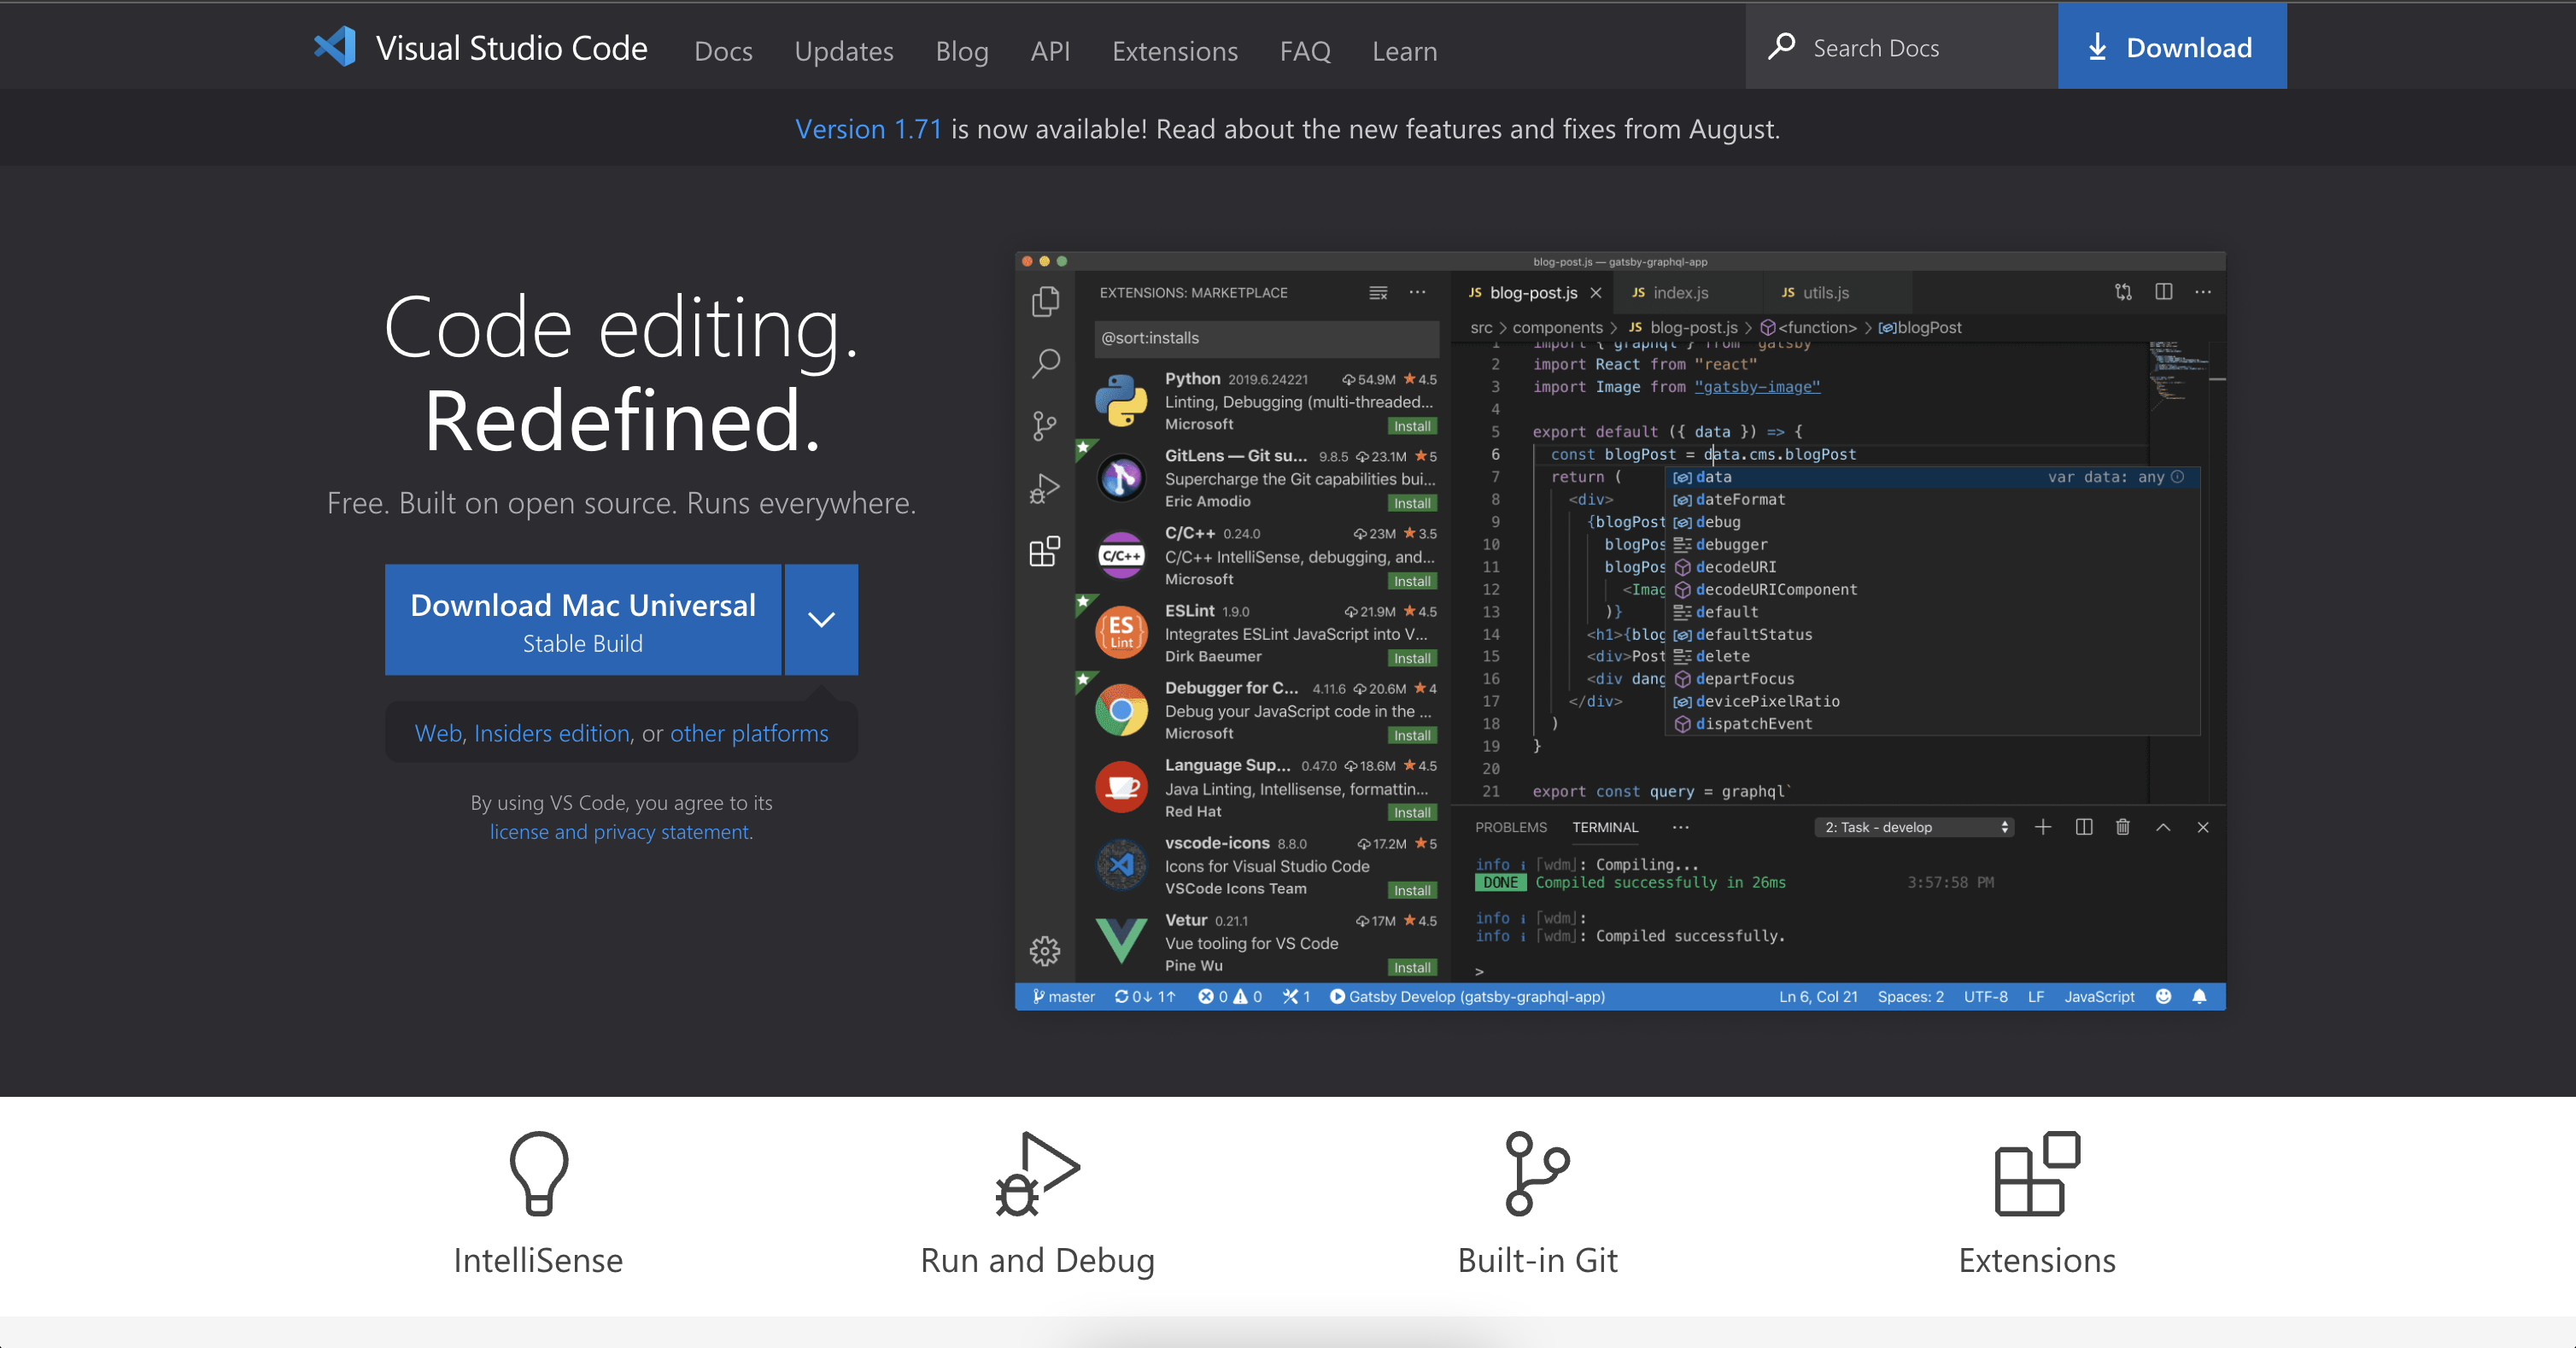 Visual Studio Code Docs Updates Blog API Extensions FAQ Learn Search Docs Download
Version 1.71 is now available! Read about the new features and fixes from August.
Code editing.
Redefined.
Free. Built on open source. Runs everywhere.
Download Mac Universal
Stable Build
Web, Insiders edition, or other platforms
By using VS Code, you agree to its
license and privacy statement.
blog-post.js — gatsby-graphql-app
EXTENSIONS: MARKETPLACE
@sort:installs
Python 2019.6.24221 54.9M 4.5
Linting, Debugging (multi-threaded...
Microsoft Install
GitLens — Git su... 9.8.5 23.1M 5
Supercharge the Git capabilities bui...
Eric Amodio Install
C/C++
C/C++ 0.24.0 23M 3.5
C/C++ IntelliSense, debugging, and...
Microsoft Install
ES
Lint
ESLint 1.9.0 21.9M 4.5
Integrates ESLint JavaScript into V...
Dirk Baeumer Install
Debugger for C... 4.11.6 20.6M 4
Debug your JavaScript code in the ...
Microsoft Install
Language Sup... 0.47.0 18.6M 4.5
Java Linting, Intellisense, formattin...
Red Hat Install
vscode-icons 8.8.0 17.2M 5
Icons for Visual Studio Code
VSCode Icons Team Install
Vetur 0.21.1 17M 4.5
Vue tooling for VS Code
Pine Wu Install
JS blog-post.js JS index.js JS utils.js
src > components > JS blog-post.js > <function> > blogPost
1 import { graphql } from "gatsby"
2 import React from "react"
3 import Image from "gatsby-image"
4
5 export default ({ data }) => {
6 const blogPost = data.cms.blogPost
7 return (
8 <div>
9 {blogPost
10 blogPos
11 blogPos
12 <Imag
13 )}
14 <h1>{blog
15 <div>Post
16 <div dang
17 </div>
18 )
19 }
20
21 export const query = graphql`
data var data: any
dateFormat
debug
debugger
decodeURI
decodeURIComponent
default
defaultStatus
delete
departFocus
devicePixelRatio
dispatchEvent
PROBLEMS TERMINAL ... 2: Task - develop
info i ｢wdm｣: Compiling...
DONE Compiled successfully in 26ms 3:57:58 PM
info i ｢wdm｣:
info i ｢wdm｣: Compiled successfully.
>
master 0↓ 1↑ 0 0 1 Gatsby Develop (gatsby-graphql-app) Ln 6, Col 21 Spaces: 2 UTF-8 LF JavaScript
IntelliSense Run and Debug Built-in Git Extensions